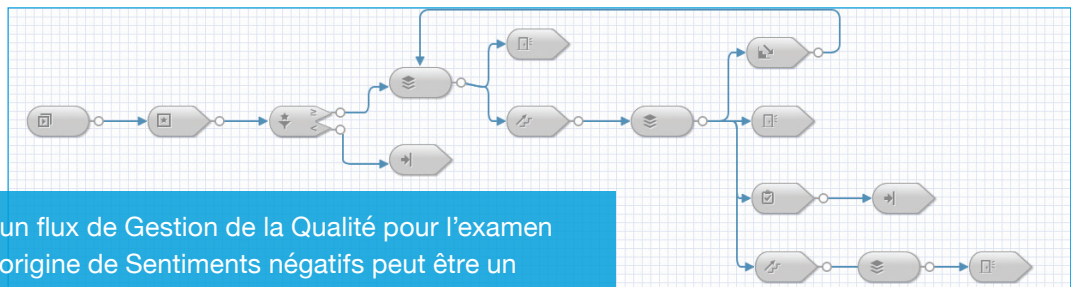 un flux de Gestion de la Qualité pour l’examen
origine de Sentiments négatifs peut être un